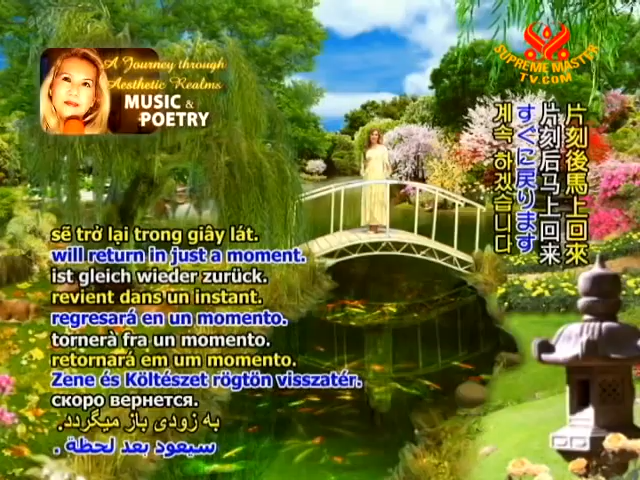 A Journey through
Aesthetic Realms
MUSIC &
POETRY
SUPREME MASTER
TV.COM
片刻後馬上回來
片刻后马上回来
すぐに戻ります
계속 하겠습니다
sẽ trở lại trong giây lát.
will return in just a moment.
ist gleich wieder zurück.
revient dans un instant.
regresará en un momento.
tornerà fra un momento.
retornará em um momento.
Zene és Költészet rögtön visszatér.
скоро вернется.
به زودی باز میگردد.
سيعود بعد لحظة .